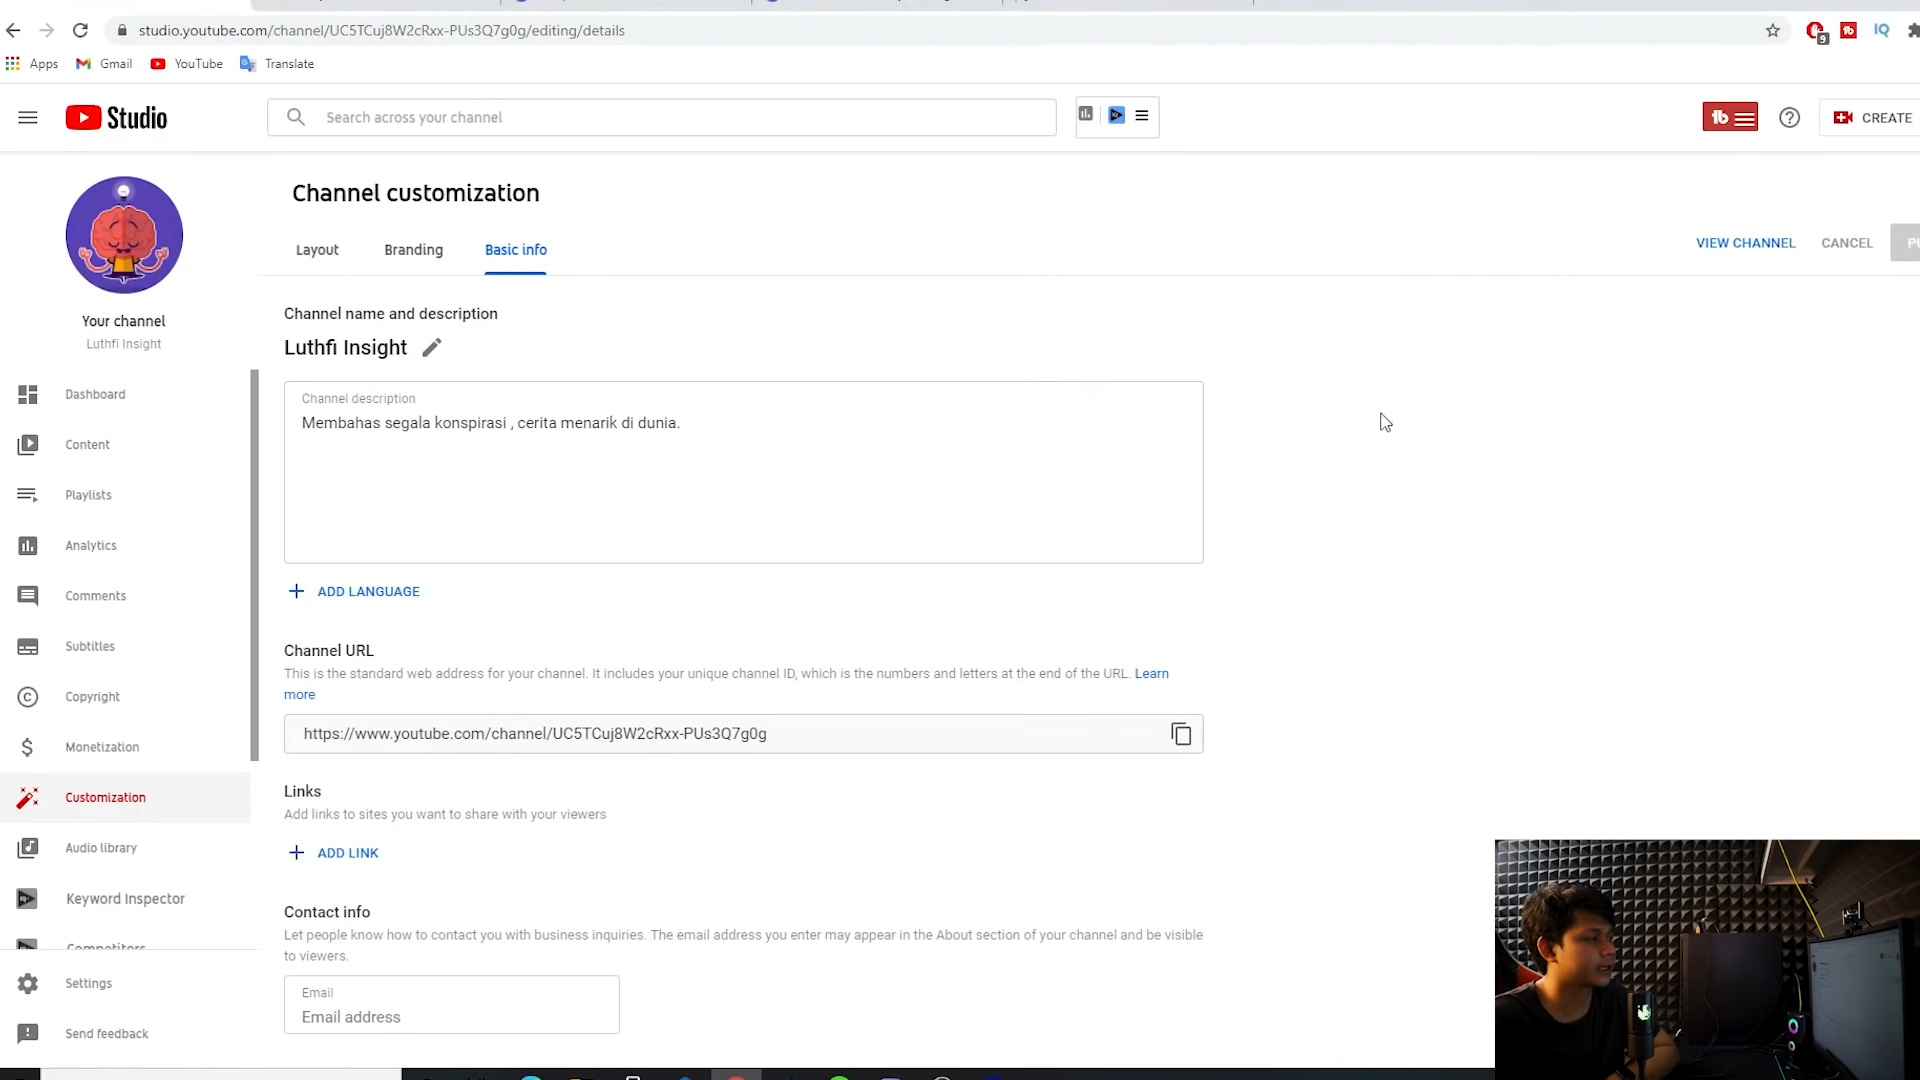 studio.youtube.com/channel/UC5TCuj8W2cRxx-PUs3Q7g0g/editing/details
9
IQ
Apps
Gmail
YouTube
Translate
Studio
Search across your channel
CREATE
Channel customization
Layout
Branding
Basic info
VIEW CHANNEL
CANCEL
Your channel
Luthfi Insight
Channel name and description
Luthfi Insight
Channel description
Membahas segala konspirasi , cerita menarik di dunia.
ADD LANGUAGE
Channel URL
This is the standard web address for your channel. It includes your unique channel ID, which is the numbers and letters at the end of the URL. Learn
more
https://www.youtube.com/channel/UC5TCuj8W2cRxx-PUs3Q7g0g
Links
Add links to sites you want to share with your viewers
ADD LINK
Contact info
Let people know how to contact you with business inquiries. The email address you enter may appear in the About section of your channel and be visible
to viewers.
Email
Email address
Dashboard
Content
Playlists
Analytics
Comments
Subtitles
Copyright
Monetization
Customization
Audio library
Keyword Inspector
Competitors
Settings
Send feedback